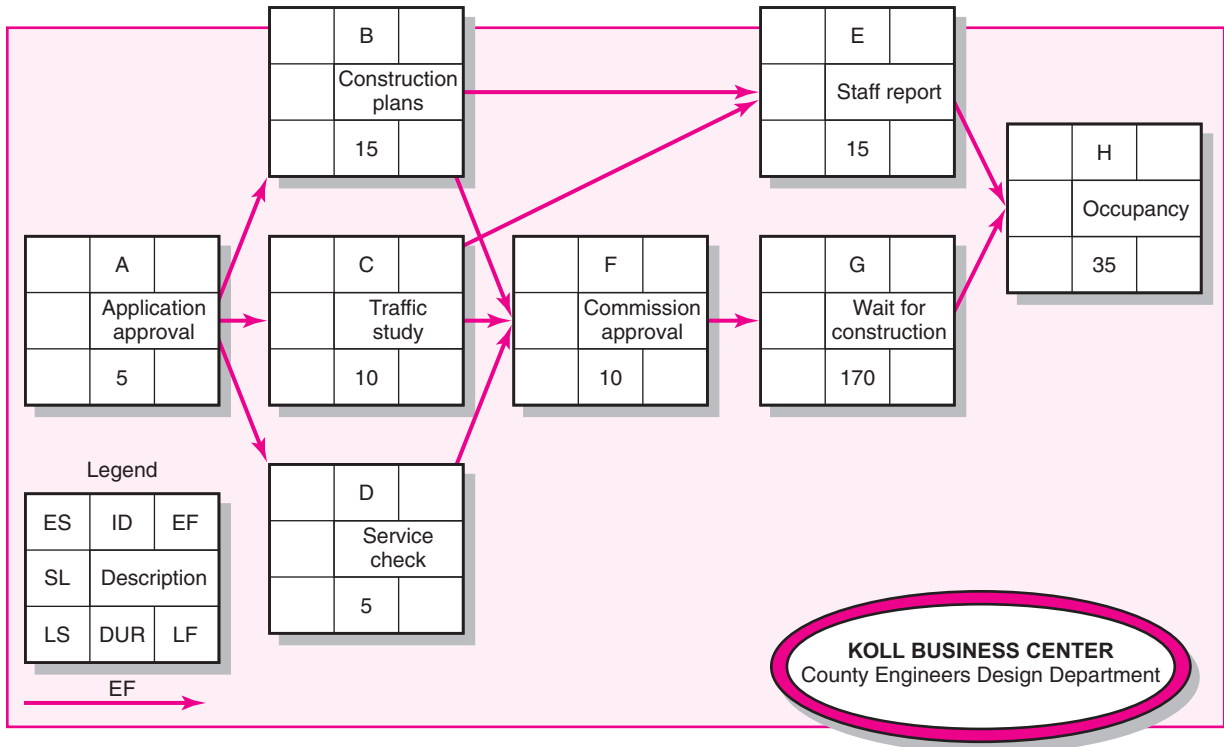 B
Construction
plans
15
E
Staff report
15
H
Occupancy
35
A
Application
approval
5
C
Traffic
study
10
F
Commission
approval
10
G
Wait for
construction
170
D
Service
check
5
Legend
ES ID EF
SL Description
LS DUR LF
EF
KOLL BUSINESS CENTER
County Engineers Design Department